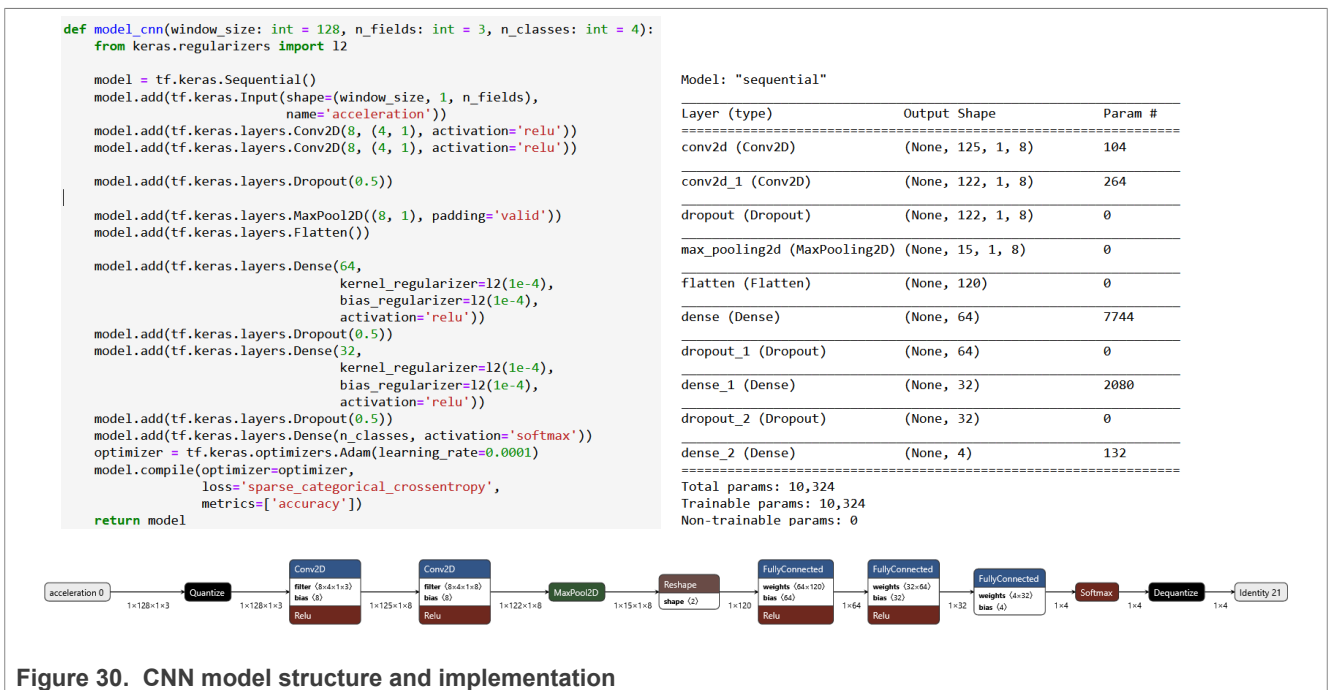 def model_cnn(window_size: int = 128, n_fields: int = 3, n_classes: int = 4):
    from keras.regularizers import l2

    model = tf.keras.Sequential()
    model.add(tf.keras.Input(shape=(window_size, 1, n_fields),
                             name='acceleration'))
    model.add(tf.keras.layers.Conv2D(8, (4, 1), activation='relu'))
    model.add(tf.keras.layers.Conv2D(8, (4, 1), activation='relu'))

    model.add(tf.keras.layers.Dropout(0.5))

    model.add(tf.keras.layers.MaxPool2D((8, 1), padding='valid'))
    model.add(tf.keras.layers.Flatten())

    model.add(tf.keras.layers.Dense(64,
                                    kernel_regularizer=l2(1e-4),
                                    bias_regularizer=l2(1e-4),
                                    activation='relu'))
    model.add(tf.keras.layers.Dropout(0.5))
    model.add(tf.keras.layers.Dense(32,
                                    kernel_regularizer=l2(1e-4),
                                    bias_regularizer=l2(1e-4),
                                    activation='relu'))
    model.add(tf.keras.layers.Dropout(0.5))
    model.add(tf.keras.layers.Dense(n_classes, activation='softmax'))
    optimizer = tf.keras.optimizers.Adam(learning_rate=0.0001)
    model.compile(optimizer=optimizer,
                  loss='sparse_categorical_crossentropy',
                  metrics=['accuracy'])
    return model
Model: "sequential"
Layer (type) Output Shape Param #
conv2d (Conv2D) (None, 125, 1, 8) 104
conv2d_1 (Conv2D) (None, 122, 1, 8) 264
dropout (Dropout) (None, 122, 1, 8) 0
max_pooling2d (MaxPooling2D) (None, 15, 1, 8) 0
flatten (Flatten) (None, 120) 0
dense (Dense) (None, 64) 7744
dropout_1 (Dropout) (None, 64) 0
dense_1 (Dense) (None, 32) 2080
dropout_2 (Dropout) (None, 32) 0
dense_2 (Dense) (None, 4) 132
Total params: 10,324
Trainable params: 10,324
Non-trainable params: 0
acceleration 0
1×128×1×3
Quantize
1×128×1×3
Conv2D
filter ⟨8×4×1×3⟩
bias ⟨8⟩
Relu
1×125×1×8
Conv2D
filter ⟨8×4×1×8⟩
bias ⟨8⟩
Relu
1×122×1×8
MaxPool2D
1×15×1×8
Reshape
shape ⟨2⟩
1×120
FullyConnected
weights ⟨64×120⟩
bias ⟨64⟩
Relu
1×64
FullyConnected
weights ⟨32×64⟩
bias ⟨32⟩
Relu
1×32
FullyConnected
weights ⟨4×32⟩
bias ⟨4⟩
1×4
Softmax
1×4
Dequantize
1×4
Identity 21
Figure 30. CNN model structure and implementation